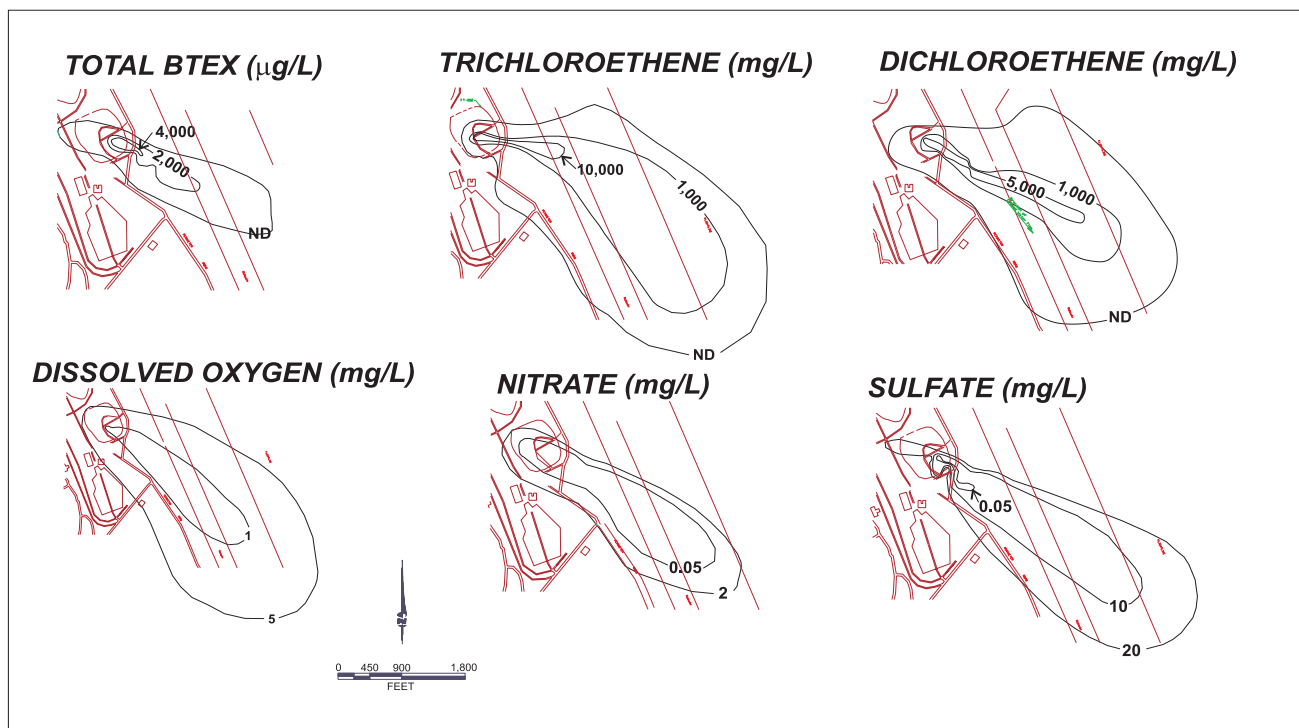 TOTAL BTEX (μg/L)
4,000
2,000
ND
TRICHLOROETHENE (mg/L)
10,000
1,000
ND
DICHLOROETHENE (mg/L)
5,000
1,000
ND
DISSOLVED OXYGEN (mg/L)
1
5
NITRATE (mg/L)
0.05
2
SULFATE (mg/L)
0.05
10
20
0 450 900 1,800
FEET